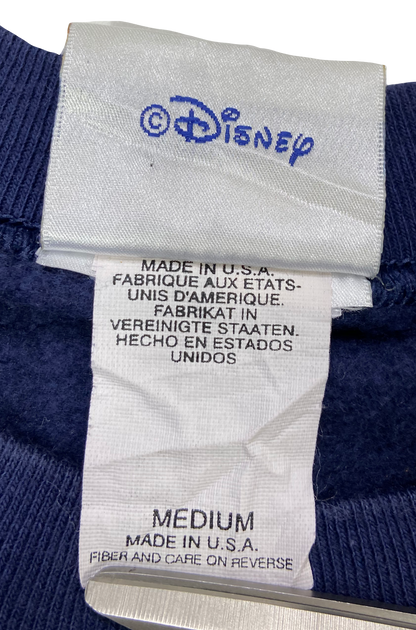 ©Disney
MADE IN U.S.A.
FABRIQUE AUX ETATS-
UNIS D'AMERIQUE.
FABRIKAT IN
VEREINIGTE STAATEN.
HECHO EN ESTADOS
UNIDOS
MEDIUM
MADE IN U.S.A.
FIBER AND CARE ON REVERSE